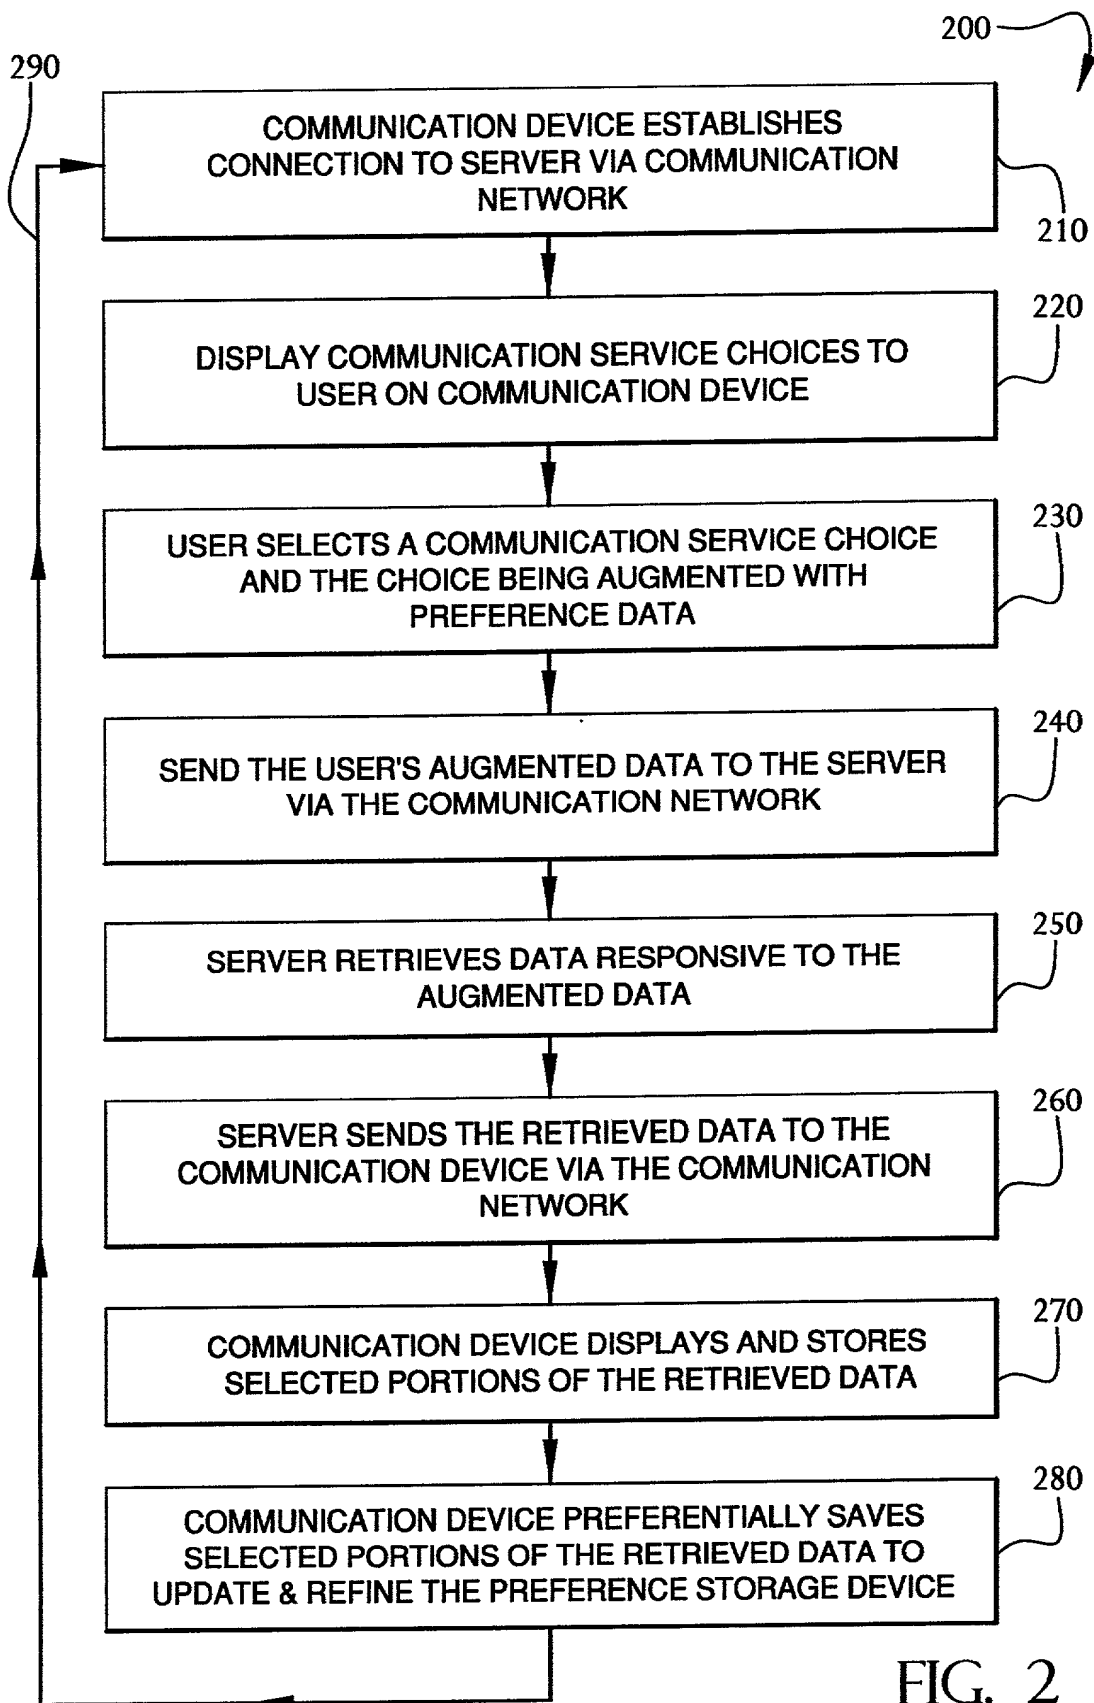 200
290
COMMUNICATION DEVICE ESTABLISHES
CONNECTION TO SERVER VIA COMMUNICATION
NETWORK
210
220
DISPLAY COMMUNICATION SERVICE CHOICES TO
USER ON COMMUNICATION DEVICE
230
USER SELECTS A COMMUNICATION SERVICE CHOICE
AND THE CHOICE BEING AUGMENTED WITH
PREFERENCE DATA
240
SEND THE USER'S AUGMENTED DATA TO THE SERVER
VIA THE COMMUNICATION NETWORK
250
SERVER RETRIEVES DATA RESPONSIVE TO THE
AUGMENTED DATA
260
SERVER SENDS THE RETRIEVED DATA TO THE
COMMUNICATION DEVICE VIA THE COMMUNICATION
NETWORK
270
COMMUNICATION DEVICE DISPLAYS AND STORES
SELECTED PORTIONS OF THE RETRIEVED DATA
280
COMMUNICATION DEVICE PREFERENTIALLY SAVES
SELECTED PORTIONS OF THE RETRIEVED DATA TO
UPDATE & REFINE THE PREFERENCE STORAGE DEVICE
FIG. 2